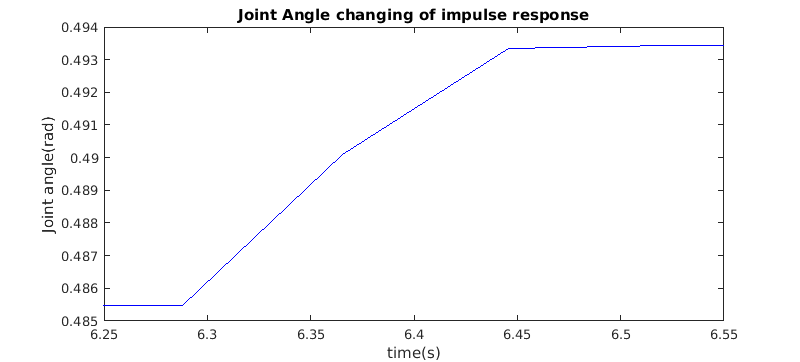 Joint Angle changing of impulse response
0.494
0.493
0.492
0.491
0.49
0.489
0.488
0.487
0.486
0.485
Joint angle(rad)
6.25 6.3 6.35 6.4 6.45 6.5 6.55
time(s)